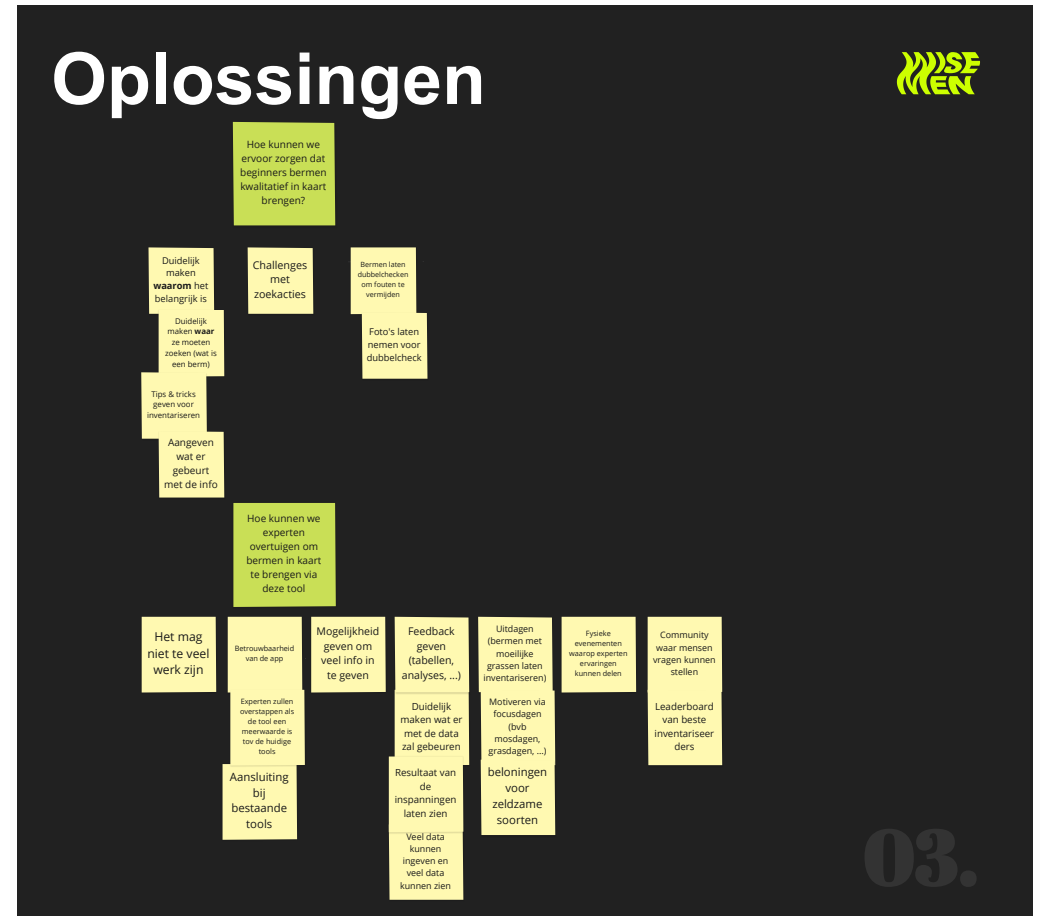 Oplossingen
WISE
MEN
Hoe kunnen we
ervoor zorgen dat
beginners bermen
kwalitatief in kaart
brengen?
Duidelijk
maken
waarom het
belangrijk is
Duidelijk
maken waar
ze moeten
zoeken (wat is
een berm)
Tips & tricks
geven voor
inventariseren
Aangeven
wat er
gebeurt
met de info
Challenges
met
zoekacties
Bermen laten
dubbelchecken
om fouten te
vermijden
Foto's laten
nemen voor
dubbelcheck
Hoe kunnen we
experten
overtuigen om
bermen in kaart
te brengen via
deze tool
Het mag
niet te veel
werk zijn
Betrouwbaarheid
van de app
Experten zullen
overstappen als
de tool een
meerwaarde is
tov de huidige
tools
Aansluiting
bij
bestaande
tools
Mogelijkheid
geven om
veel info in
te geven
Feedback
geven
(tabellen,
analyses, ...)
Duidelijk
maken wat er
met de data
zal gebeuren
Resultaat van
de
inspanningen
laten zien
Veel data
kunnen
ingeven en
veel data
kunnen zien
Uitdagen
(bermen met
moeilijke
grassen laten
inventariseren)
Motiveren via
focusdagen
(bvb
mosdagen,
grasdagen, ...)
beloningen
voor
zeldzame
soorten
Fysieke
evenementen
waarop experten
ervaringen
kunnen delen
Community
waar mensen
vragen kunnen
stellen
Leaderboard
van beste
inventariseer
ders
03.